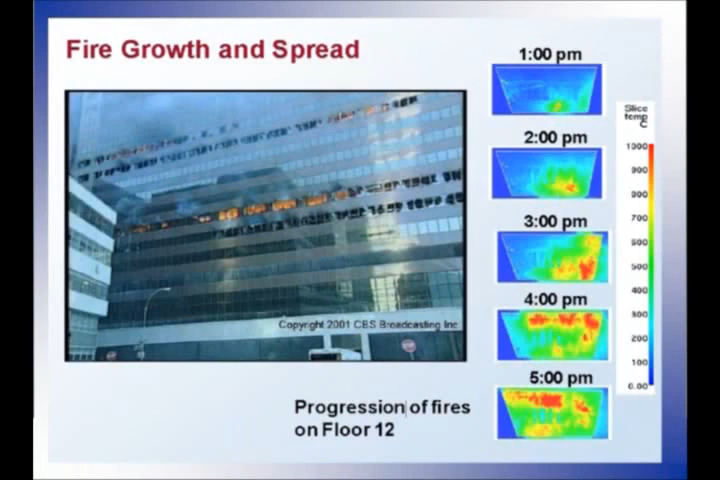 Fire Growth and Spread
1:00 pm
2:00 pm
3:00 pm
4:00 pm
5:00 pm
Slice
temp
C
1000
900
800
700
600
500
400
300
200
100
0.00
Copyright 2001 CBS Broadcasting Inc
Progression of fires
on Floor 12